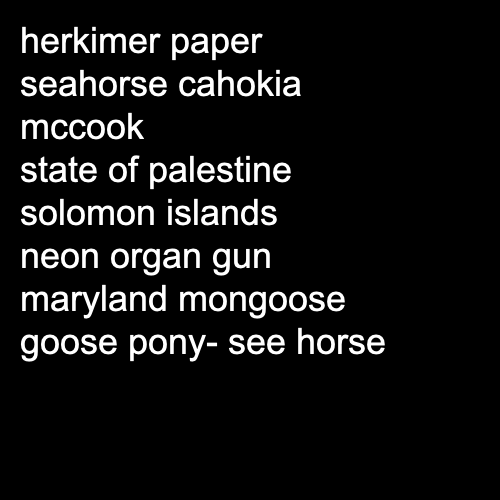 herkimer paper
seahorse cahokia
mccook
state of palestine
solomon islands
neon organ gun
maryland mongoose
goose pony- see horse